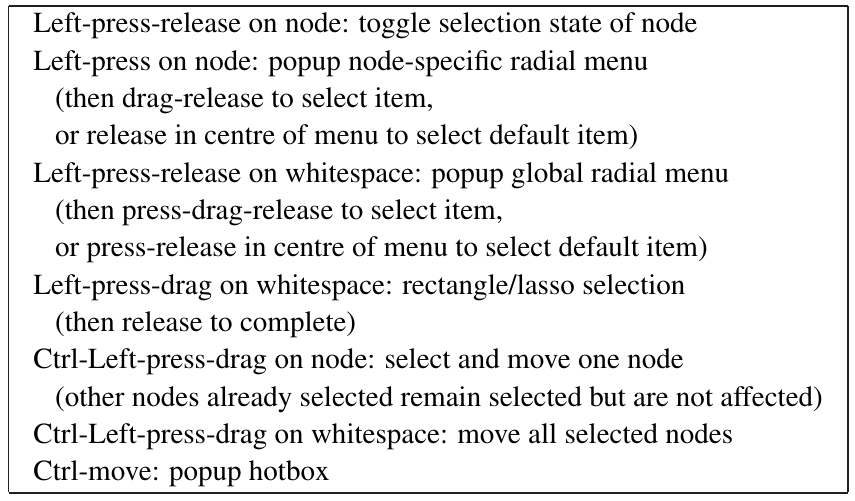 Left-press-release on node: toggle selection state of node
Left-press on node: popup node-specific radial menu
(then drag-release to select item,
or release in centre of menu to select default item)
Left-press-release on whitespace: popup global radial menu
(then press-drag-release to select item,
or press-release in centre of menu to select default item)
Left-press-drag on whitespace: rectangle/lasso selection
(then release to complete)
Ctrl-Left-press-drag on node: select and move one node
(other nodes already selected remain selected but are not affected)
Ctrl-Left-press-drag on whitespace: move all selected nodes
Ctrl-move: popup hotbox